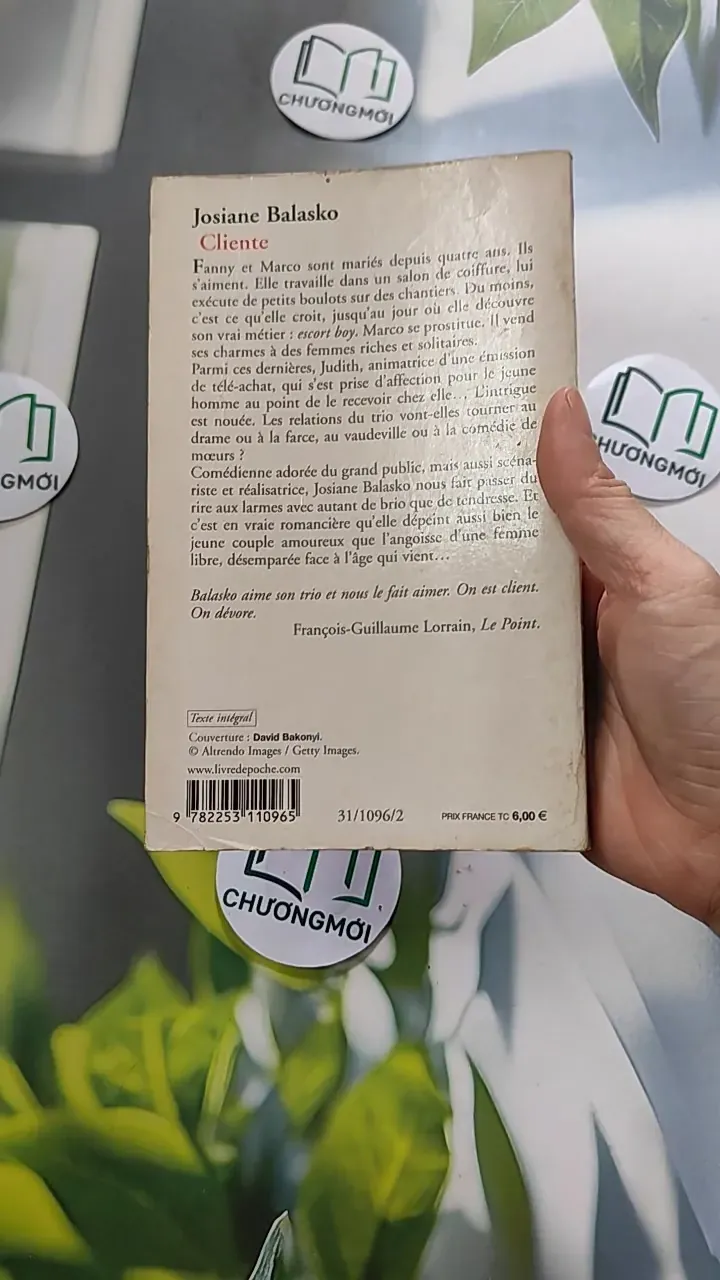 CHƯƠNGMỚI
Josiane Balasko
Cliente
Fanny et Marco sont mariés depuis quatre ans. Ils
s'aiment. Elle travaille dans un salon de coiffure, lui
exécute de petits boulots sur des chantiers. Du moins,
c'est ce qu'elle croit, jusqu'au jour où elle découvre
son vrai métier : escort boy. Marco se prostitue. Il vend
ses charmes à des femmes riches et solitaires.
Parmi ces dernières, Judith, animatrice d'une émission
de télé-achat, qui s'est prise d'affection pour le jeune
homme au point de le recevoir chez elle... L'intrigue
est nouée. Les relations du trio vont-elles tourner au
drame ou à la farce, au vaudeville ou à la comédie de
mœurs ?
Comédienne adorée du grand public, mais aussi scéna-
riste et réalisatrice, Josiane Balasko nous fait passer du
rire aux larmes avec autant de brio que de tendresse. Et
c'est en vraie romancière qu'elle dépeint aussi bien le
jeune couple amoureux que l'angoisse d'une femme
libre, désemparée face à l'âge qui vient...
Balasko aime son trio et nous le fait aimer. On est client.
On dévore.
François-Guillaume Lorrain, Le Point.
Texte intégral
Couverture : David Bakonyi.
© Altrendo Images / Getty Images.
www.livredepoche.com
9 782253 110965
31/1096/2
PRIX FRANCE TC 6,00 €
GMỚI
HƯƠNGMỚI
CHƯƠNGMỚI